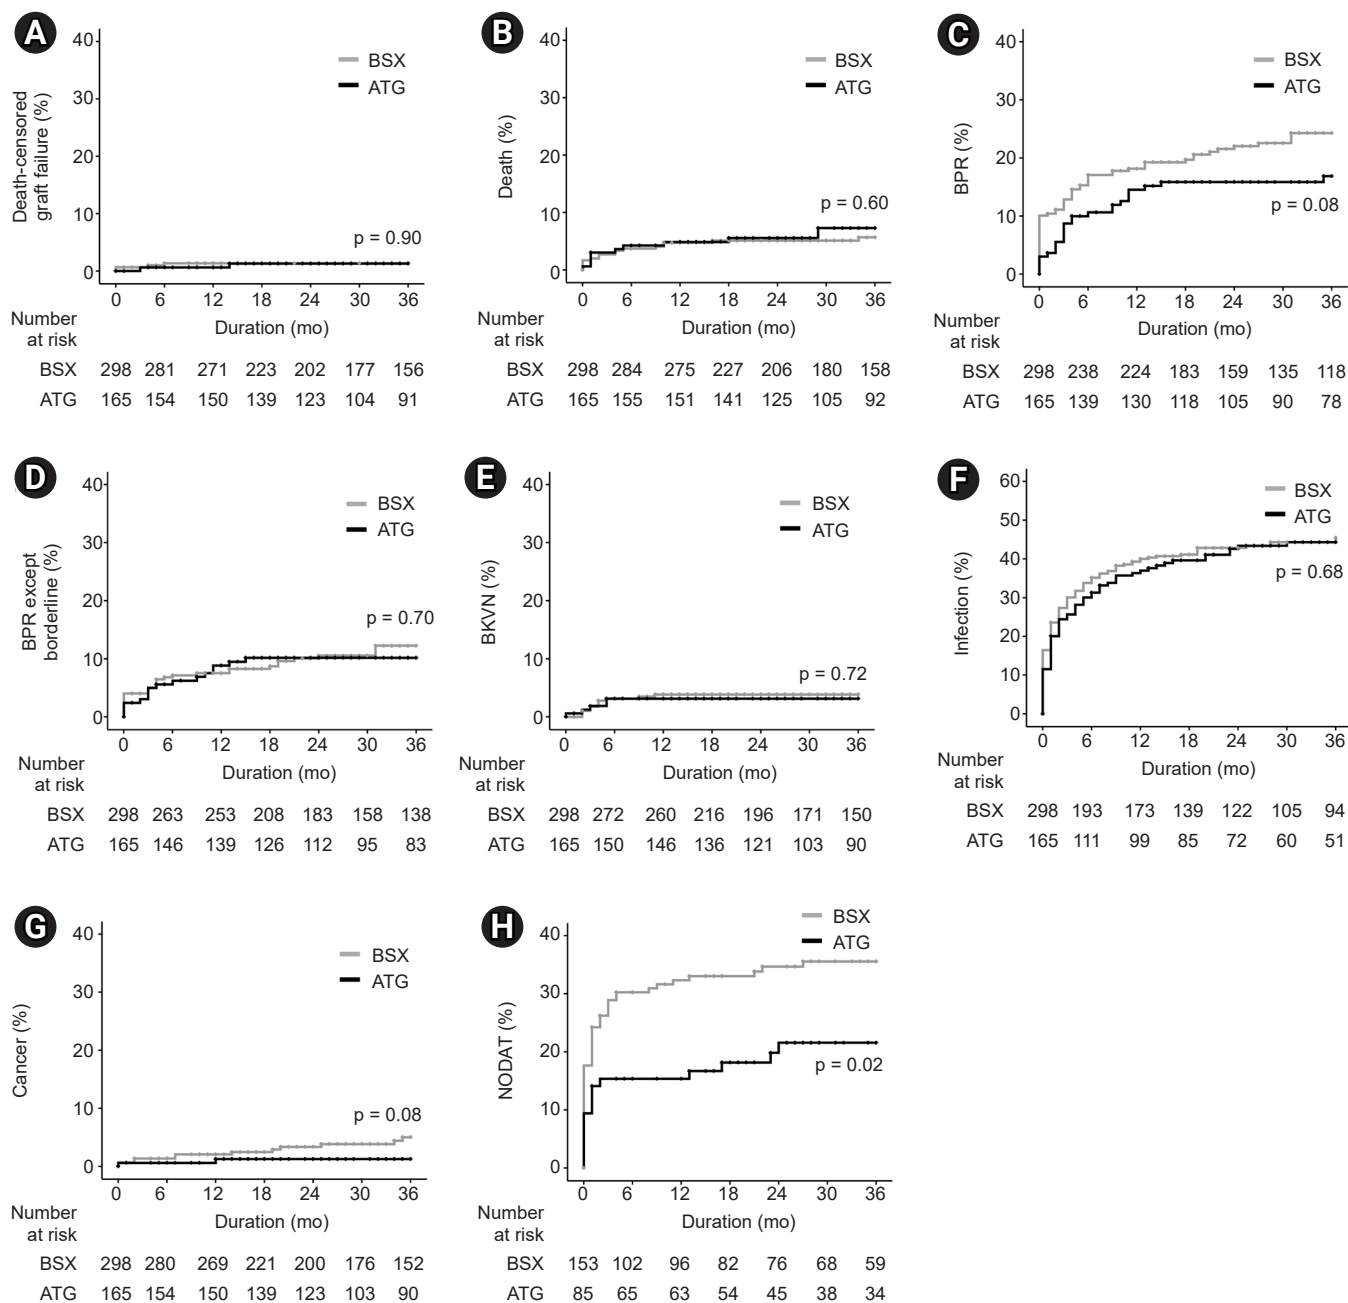 A
Death-censored
graft failure (%)
40
30
20
10
0
BSX
ATG
p = 0.90
0 6 12 18 24 30 36
Duration (mo)
Number
at risk
BSX 298 281 271 223 202 177 156
ATG 165 154 150 139 123 104 91
B
Death (%)
40
30
20
10
0
BSX
ATG
p = 0.60
0 6 12 18 24 30 36
Duration (mo)
Number
at risk
BSX 298 284 275 227 206 180 158
ATG 165 155 151 141 125 105 92
C
BPR (%)
40
30
20
10
0
BSX
ATG
p = 0.08
0 6 12 18 24 30 36
Duration (mo)
Number
at risk
BSX 298 238 224 183 159 135 118
ATG 165 139 130 118 105 90 78
D
BPR except
borderline (%)
40
30
20
10
0
BSX
ATG
p = 0.70
0 6 12 18 24 30 36
Duration (mo)
Number
at risk
BSX 298 263 253 208 183 158 138
ATG 165 146 139 126 112 95 83
E
BKVN (%)
40
30
20
10
0
BSX
ATG
p = 0.72
0 6 12 18 24 30 36
Duration (mo)
Number
at risk
BSX 298 272 260 216 196 171 150
ATG 165 150 146 136 121 103 90
F
Infection (%)
60
50
40
30
20
10
0
BSX
ATG
p = 0.68
0 6 12 18 24 30 36
Duration (mo)
Number
at risk
BSX 298 193 173 139 122 105 94
ATG 165 111 99 85 72 60 51
G
Cancer (%)
40
30
20
10
0
BSX
ATG
p = 0.08
0 6 12 18 24 30 36
Duration (mo)
Number
at risk
BSX 298 280 269 221 200 176 152
ATG 165 154 150 139 123 103 90
H
NODAT (%)
40
30
20
10
0
BSX
ATG
p = 0.02
0 6 12 18 24 30 36
Duration (mo)
Number
at risk
BSX 153 102 96 82 76 68 59
ATG 85 65 63 54 45 38 34